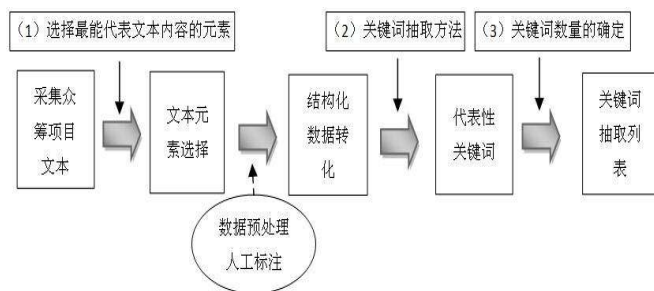 （1）选择最能代表文本内容的元素
（2）关键词抽取方法
（3）关键词数量的确定
采集众
筹项目
文本
文本元
素选择
结构化
数据转
化
代表性
关键词
关键词
抽取列
表
数据预处理
人工标注